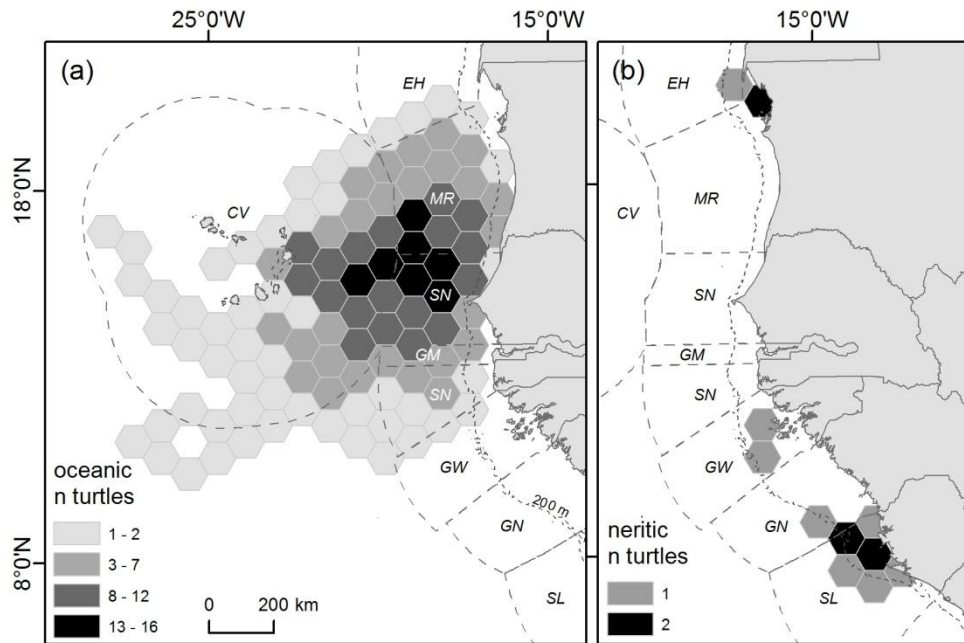 25°0'W
15°0'W
15°0'W
(a)
(b)
EH
EH
18°0'N
CV
MR
CV
MR
SN
SN
GM
GM
SN
SN
GW
GW
200 m
GN
GN
8°0'N
SL
SL
oceanic
n turtles
1 - 2
3 - 7
8 - 12
13 - 16
0 200 km
neritic
n turtles
1
2